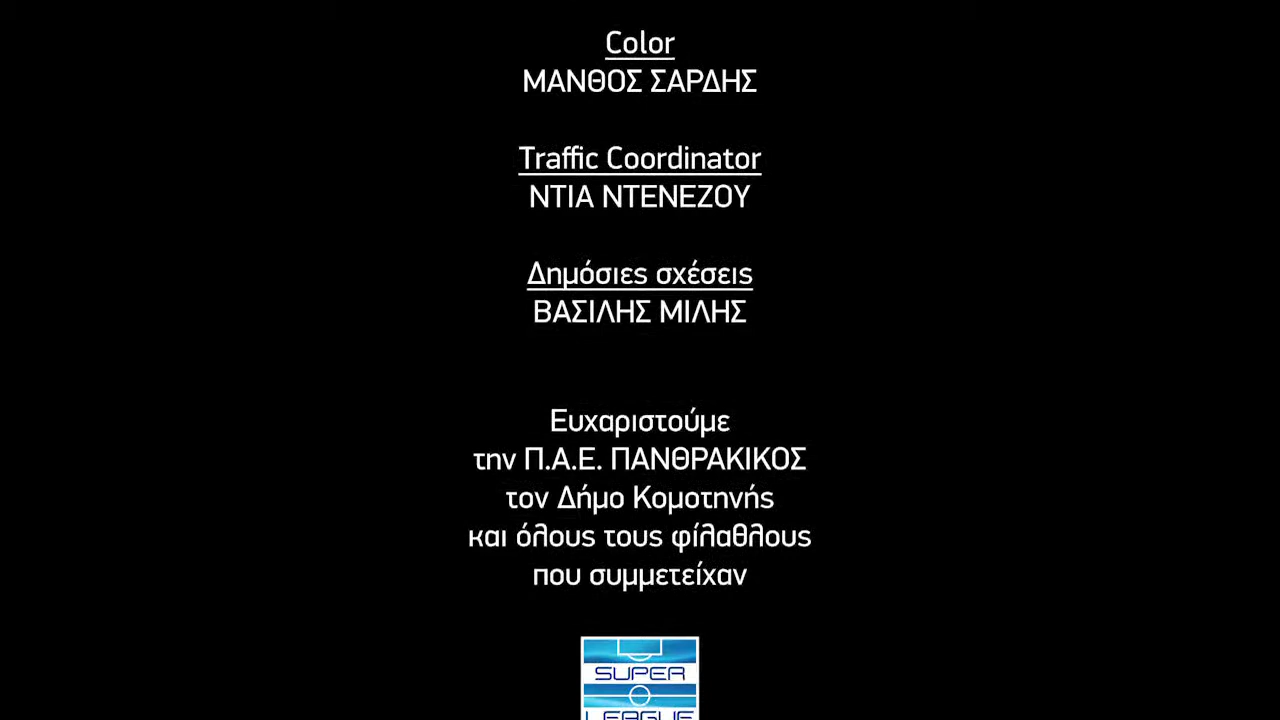 Color
ΜΑΝΘΟΣ ΣΑΡΔΗΣ
Traffic Coordinator
ΝΤΙΑ ΝΤΕΝΕΖΟΥ
Δημόσιες σχέσεις
ΒΑΣΙΛΗΣ ΜΙΛΗΣ
Ευχαριστούμε
την Π.Α.Ε. ΠΑΝΘΡΑΚΙΚΟΣ
τον Δήμο Κομοτηνής
και όλους τους φίλαθλους
που συμμετείχαν
SUPER
LEAGUE